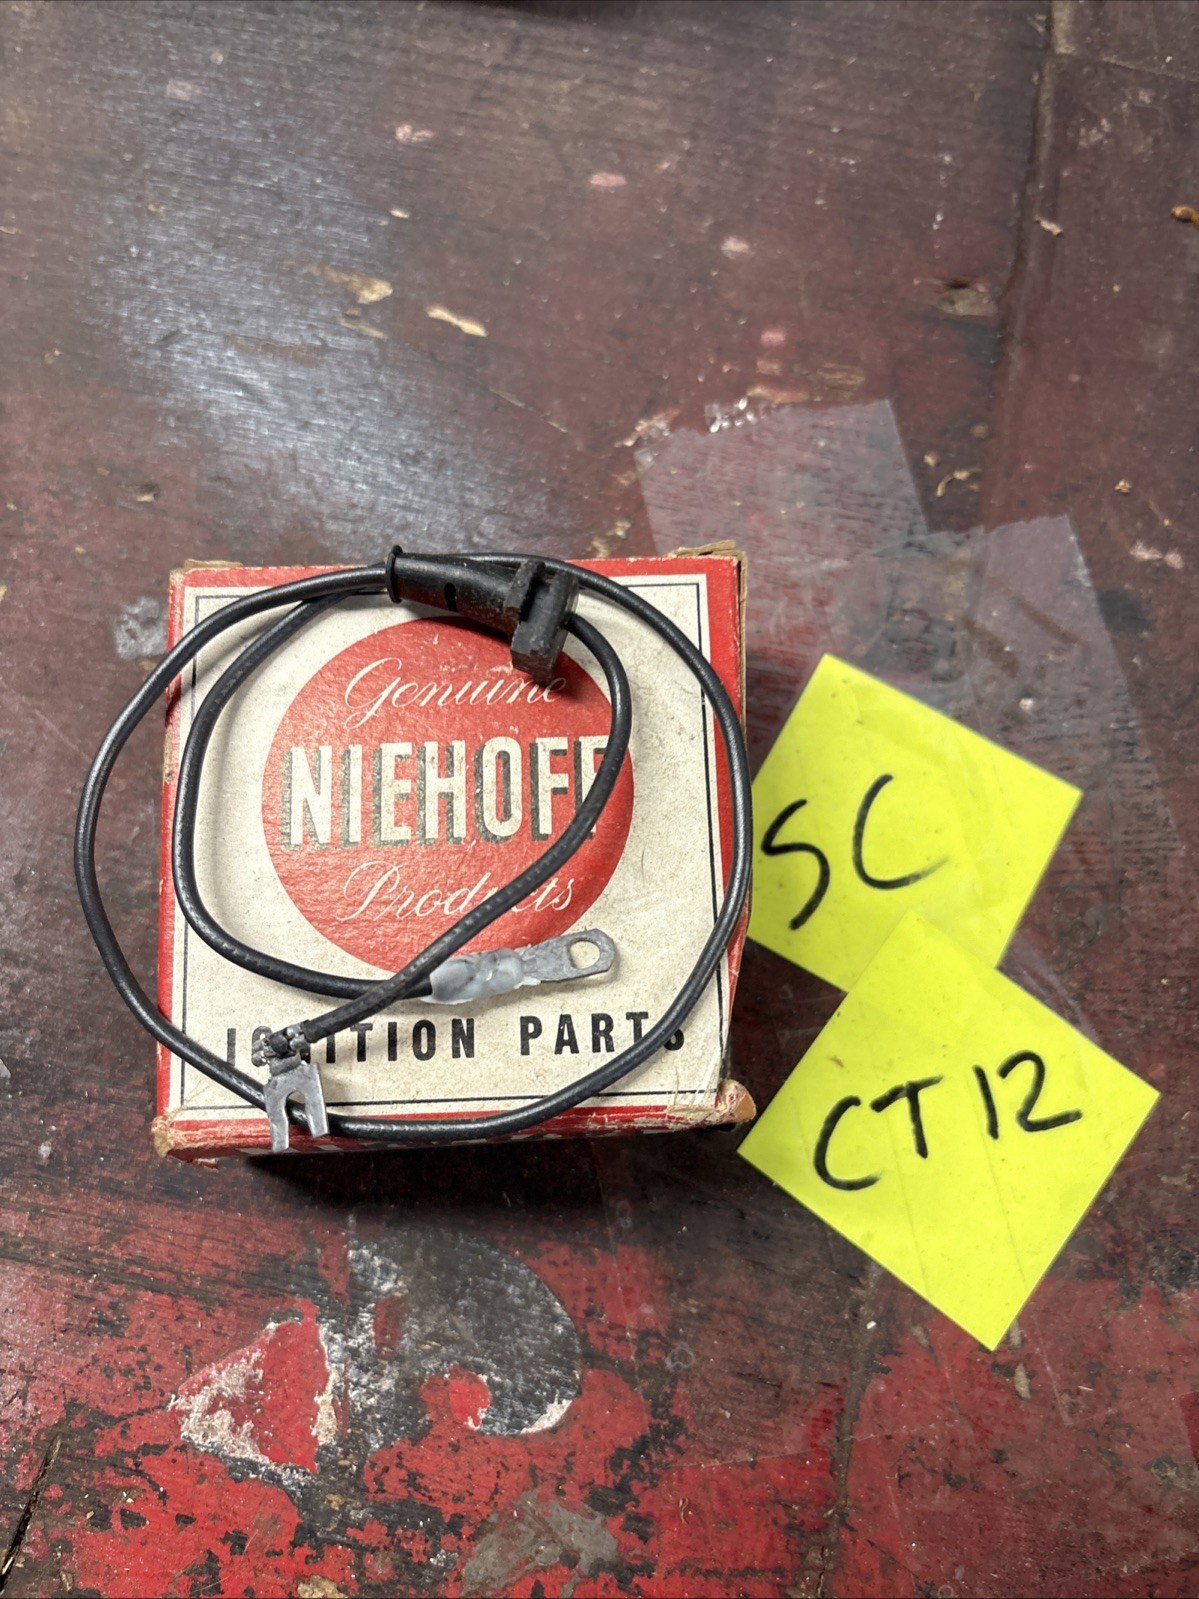 Genuine
NIEHOFF
Products
IGNITION PARTS
SC
CT12